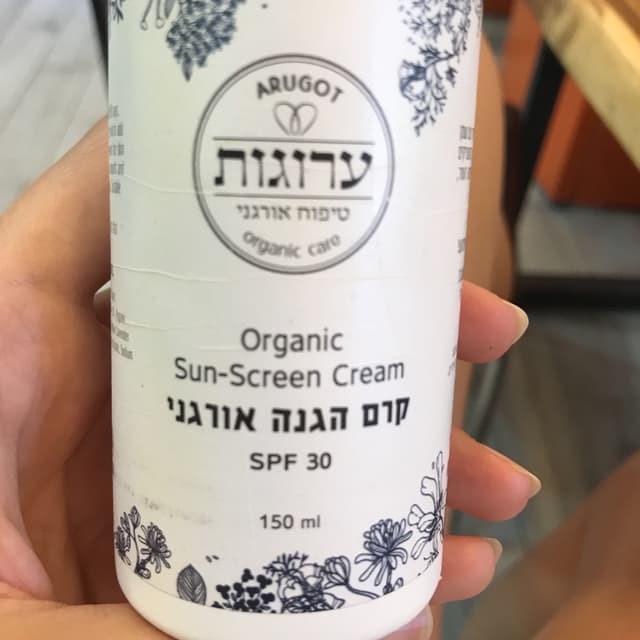 ARUGOT
ערוגות
טיפוח אורגני
organic care
Organic
Sun-Screen Cream
קרם הגנה אורגני
SPF 30
150 ml